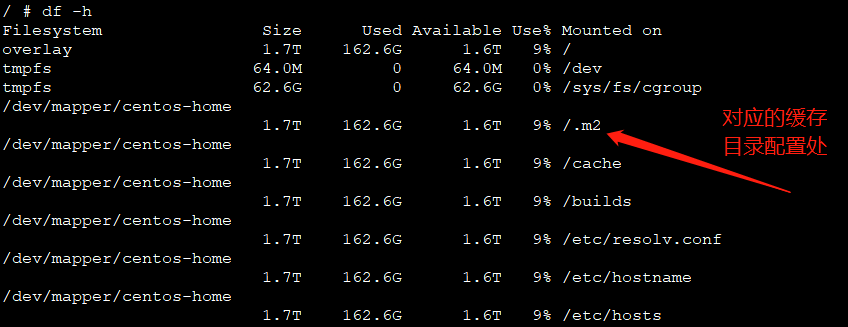 / # df -h
Filesystem Size Used Available Use% Mounted on
overlay 1.7T 162.6G 1.6T 9% /
tmpfs 64.0M 0 64.0M 0% /dev
tmpfs 62.6G 0 62.6G 0% /sys/fs/cgroup
/dev/mapper/centos-home
1.7T 162.6G 1.6T 9% /.m2
/dev/mapper/centos-home
1.7T 162.6G 1.6T 9% /cache
/dev/mapper/centos-home
1.7T 162.6G 1.6T 9% /builds
/dev/mapper/centos-home
1.7T 162.6G 1.6T 9% /etc/resolv.conf
/dev/mapper/centos-home
1.7T 162.6G 1.6T 9% /etc/hostname
/dev/mapper/centos-home
1.7T 162.6G 1.6T 9% /etc/hosts
对应的缓存
目录配置处